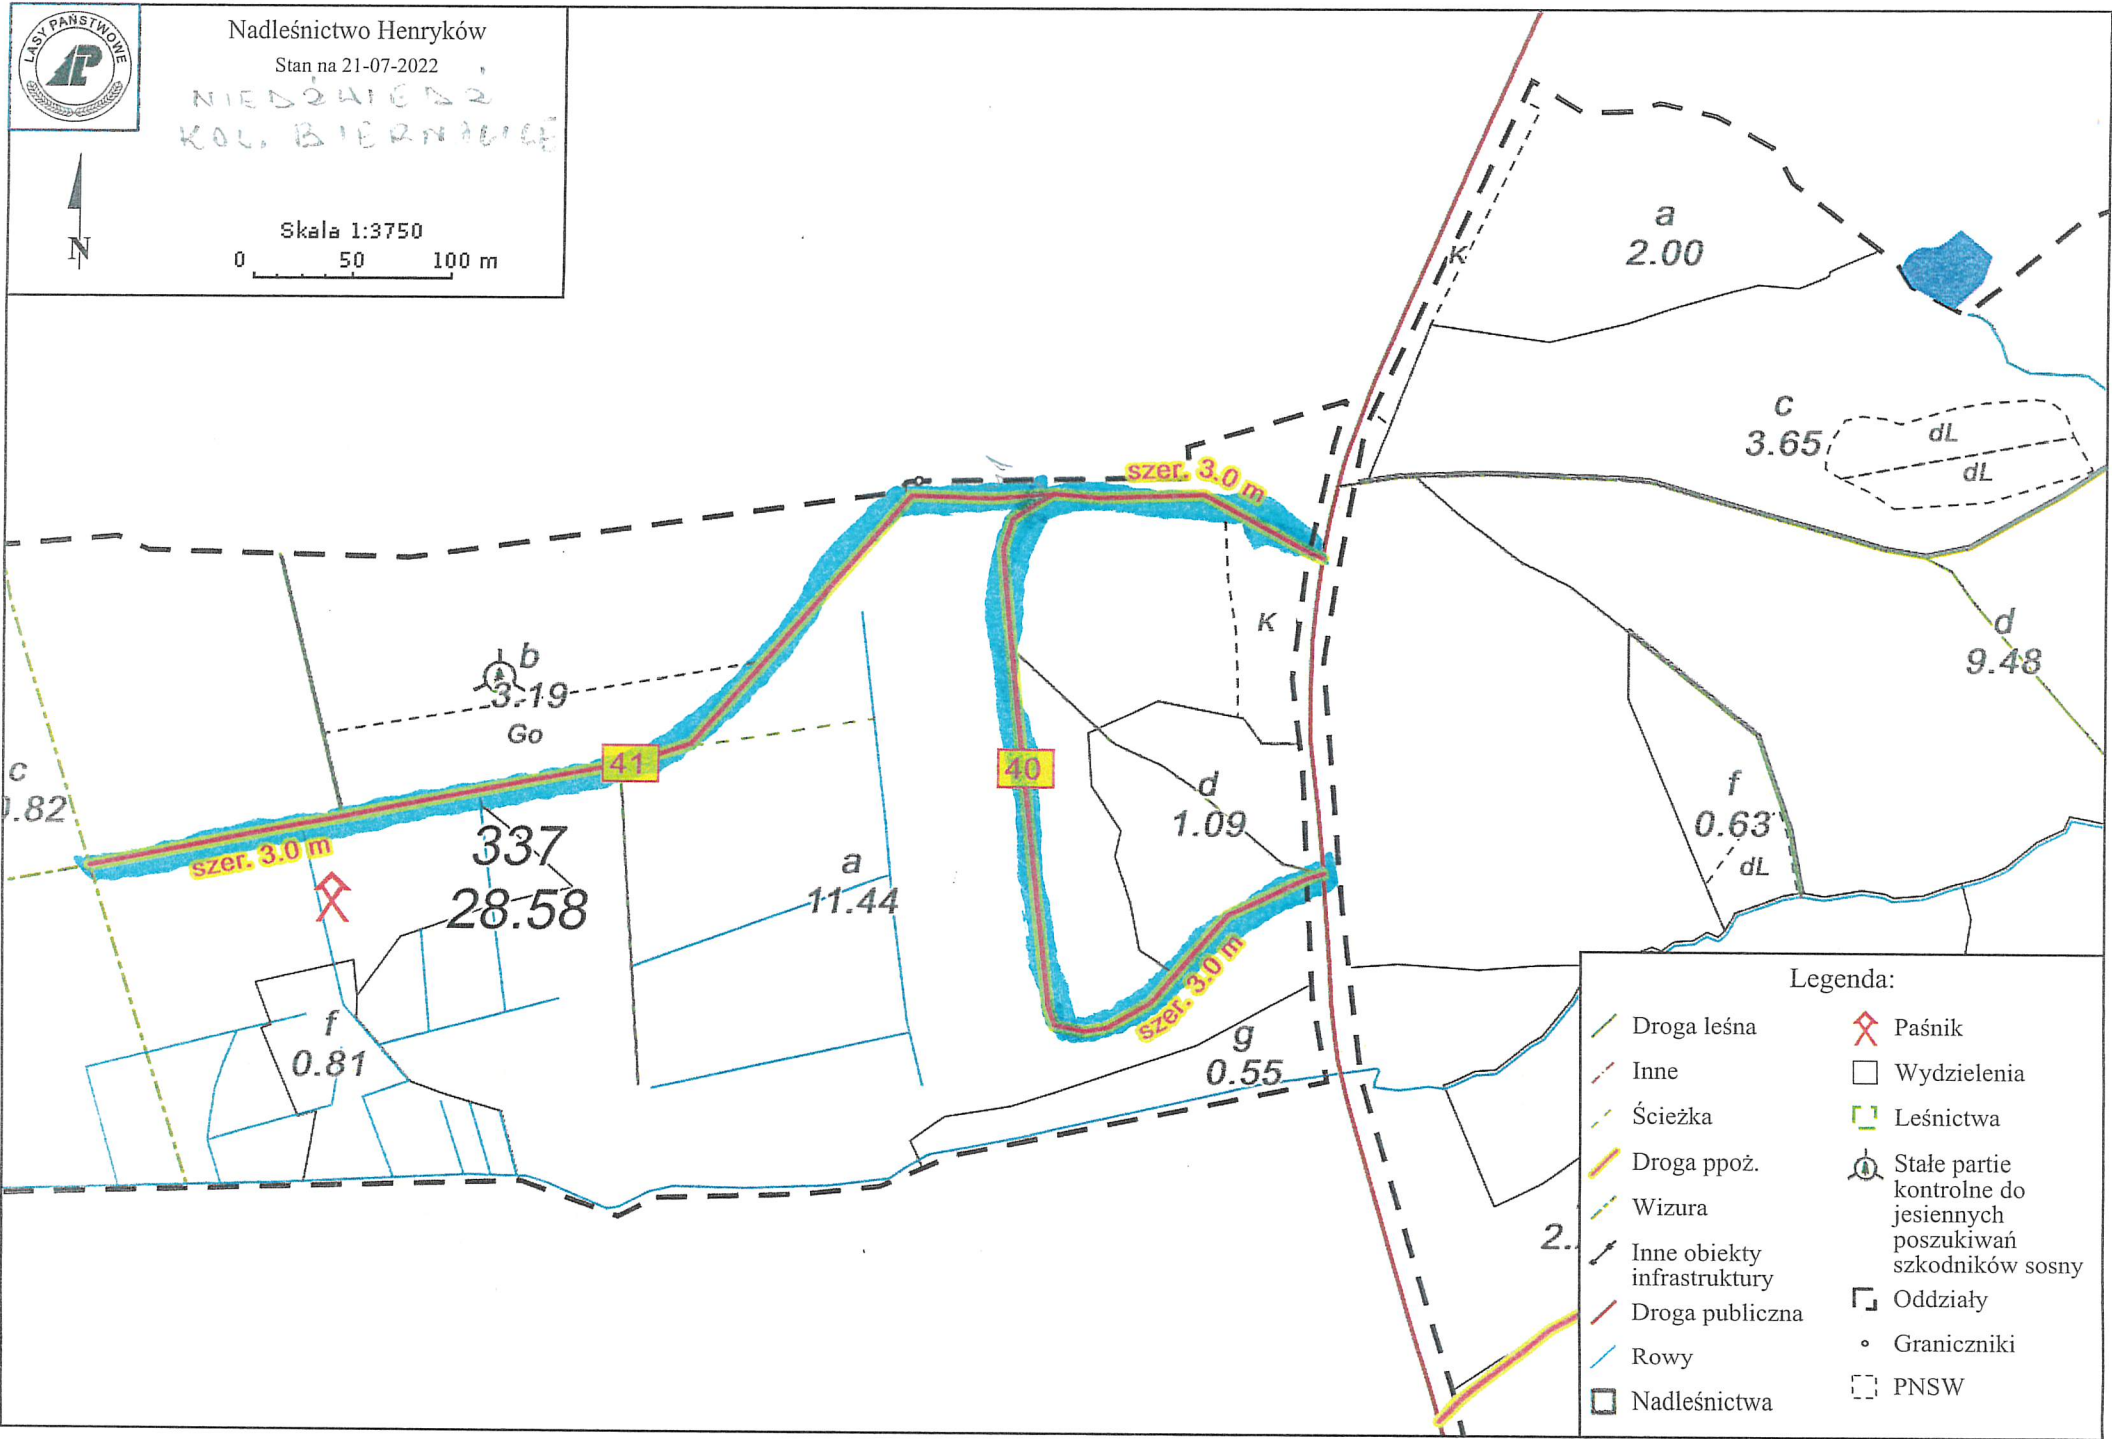 LASY PAŃSTWOWE
Nadleśnictwo Henryków
Stan na 21-07-2022
NIEDŹWIEDŹ
KOL. BIERNACICE
N
Skala 1:3750
0 50 100 m
a
2.00
K
c
3.65
dL
dL
szer. 3.0 m
d
9.48
K
b
3.19
Go
41
40
c
d
1.09
f
0.63
dL
szer. 3.0 m
337
28.58
a
11.44
szer. 3.0 m
f
0.81
g
0.55
2.
Legenda:
Droga leśna
Inne
Ścieżka
Droga ppoż.
Wizura
Inne obiekty
infrastruktury
Droga publiczna
Rowy
Nadleśnictwa
Paśnik
Wydzielenia
Leśnictwa
Stałe partie
kontrolne do
jesiennych
poszukiwań
szkodników sosny
Oddziały
Graniczniki
PNSW